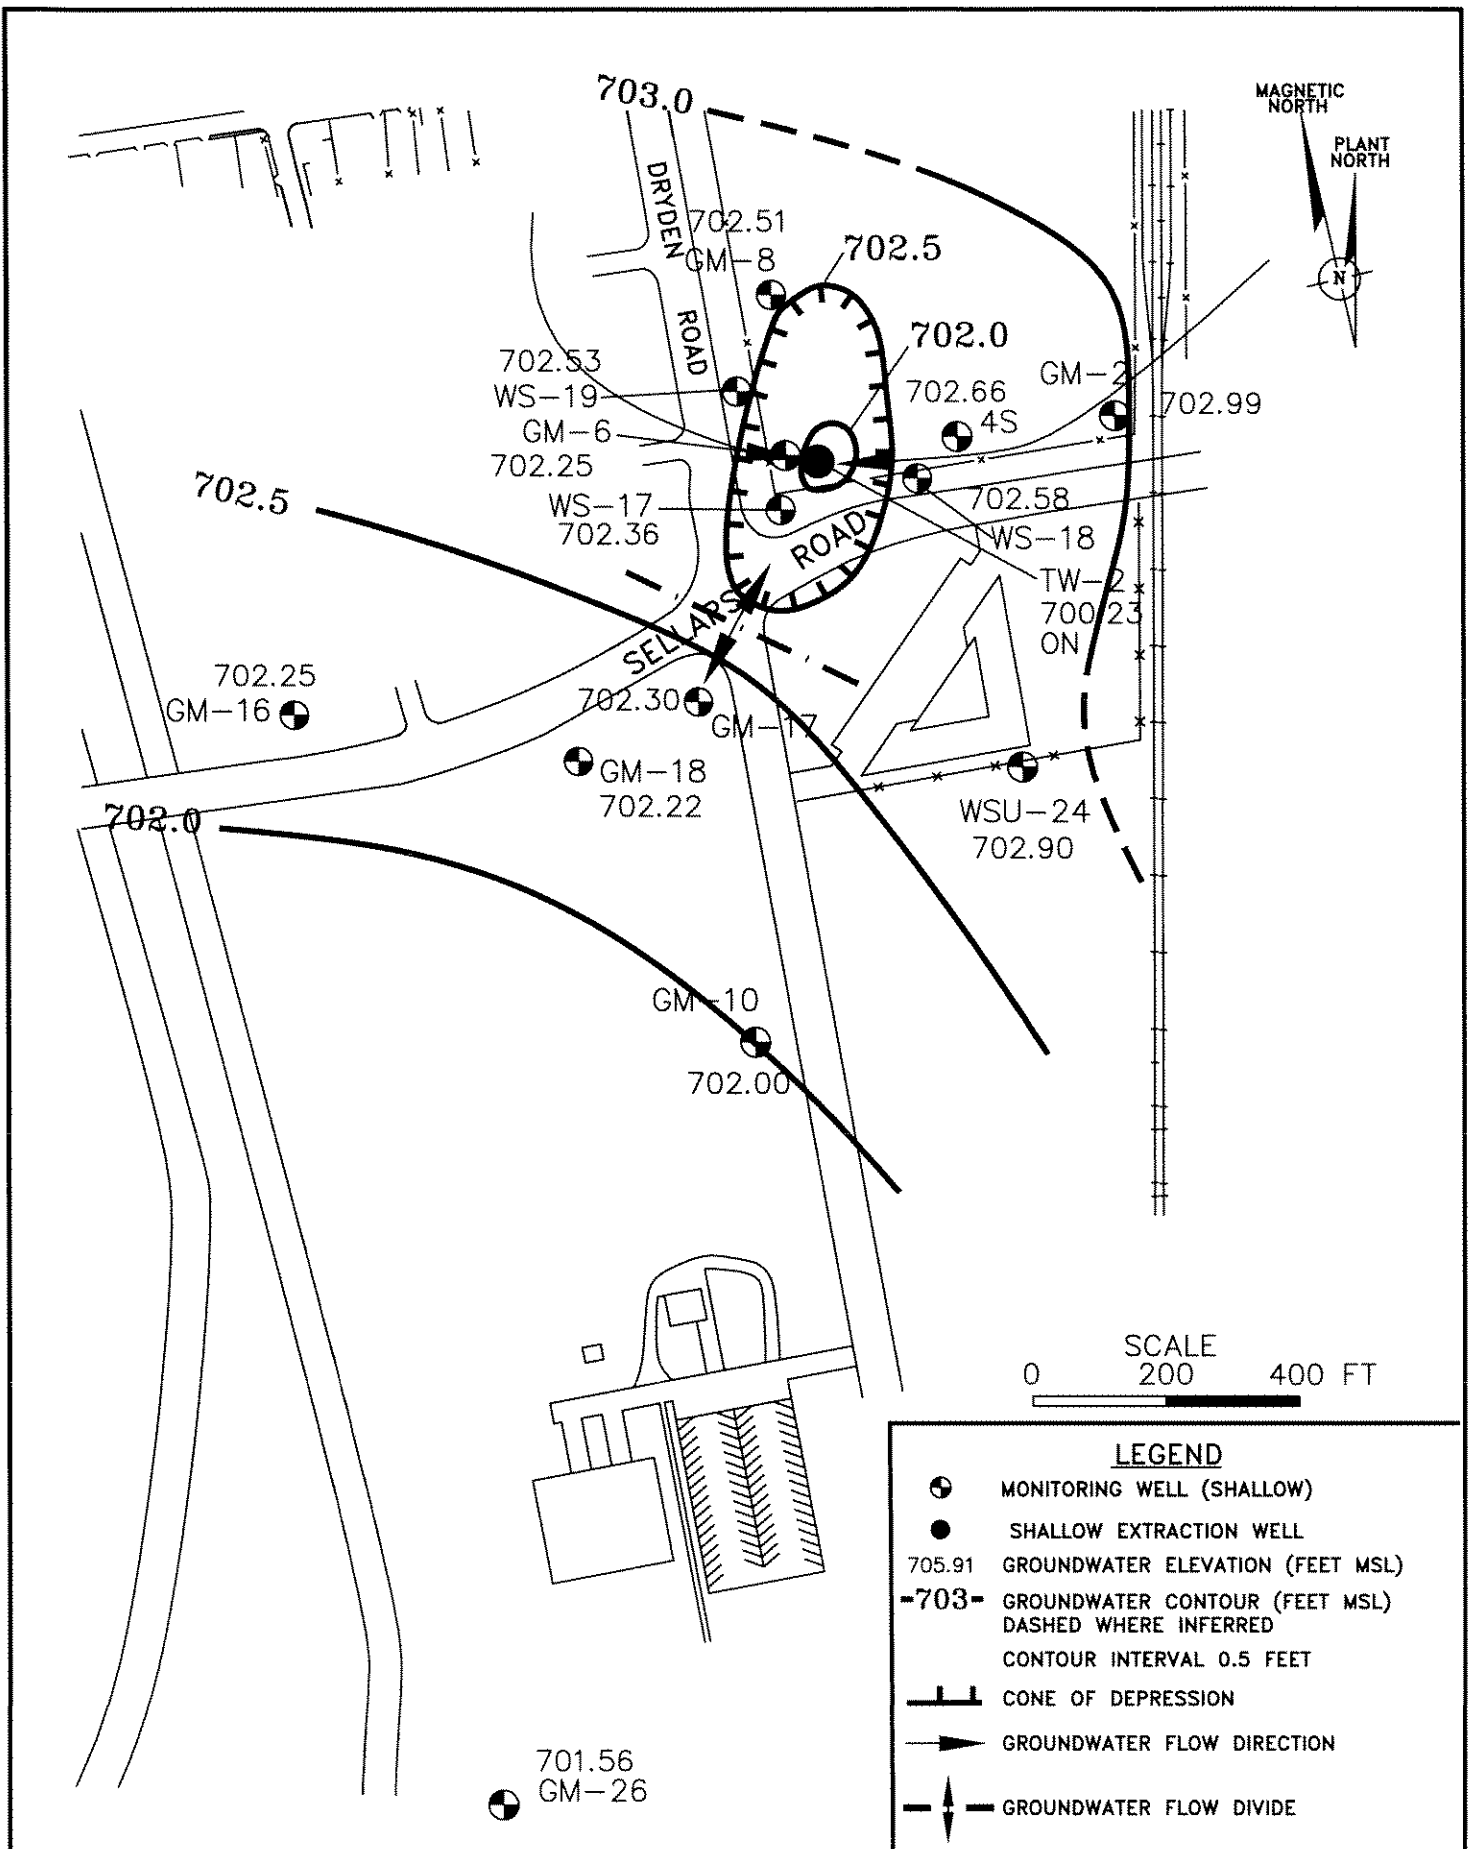 703.0
MAGNETIC
NORTH
PLANT
NORTH
N
DRYDEN
ROAD
702.51
GM-8
702.5
702.0
702.53
WS-19
GM-6
702.25
WS-17
702.36
702.66
4S
GM-2
702.99
702.58
WS-18
TW-2
700.23
ON
702.5
SELLARS
ROAD
702.25
GM-16
702.30
GM-17
GM-18
702.22
702.0
WSU-24
702.90
GM-10
702.00
SCALE
0 200 400 FT
LEGEND
MONITORING WELL (SHALLOW)
SHALLOW EXTRACTION WELL
705.91 GROUNDWATER ELEVATION (FEET MSL)
-703- GROUNDWATER CONTOUR (FEET MSL)
DASHED WHERE INFERRED
CONTOUR INTERVAL 0.5 FEET
CONE OF DEPRESSION
GROUNDWATER FLOW DIRECTION
GROUNDWATER FLOW DIVIDE
701.56
GM-26